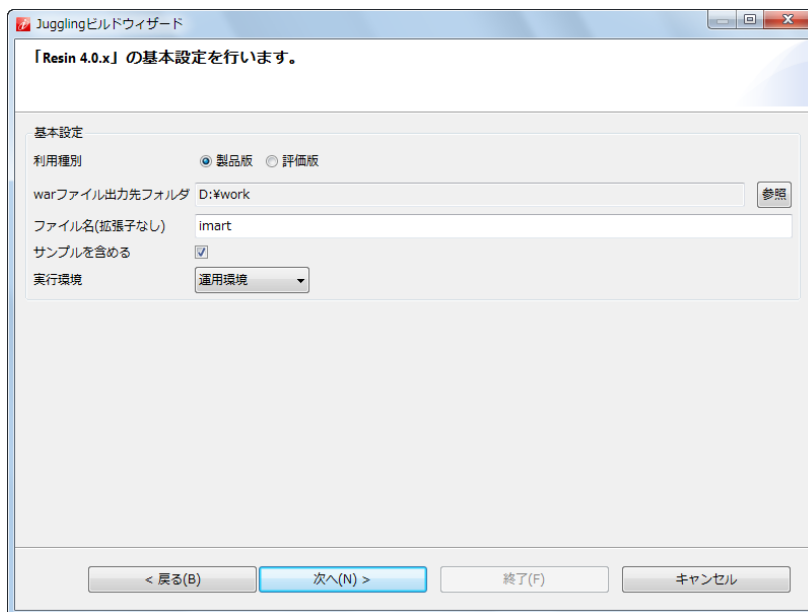 Jugglingビルドウィザード
「Resin 4.0.x」の基本設定を行います。
基本設定
利用種別 製品版 評価版
warファイル出力先フォルダ D:¥work 参照
ファイル名(拡張子なし) imart
サンプルを含める
実行環境 運用環境
< 戻る(B) 次へ(N) > 終了(F) キャンセル